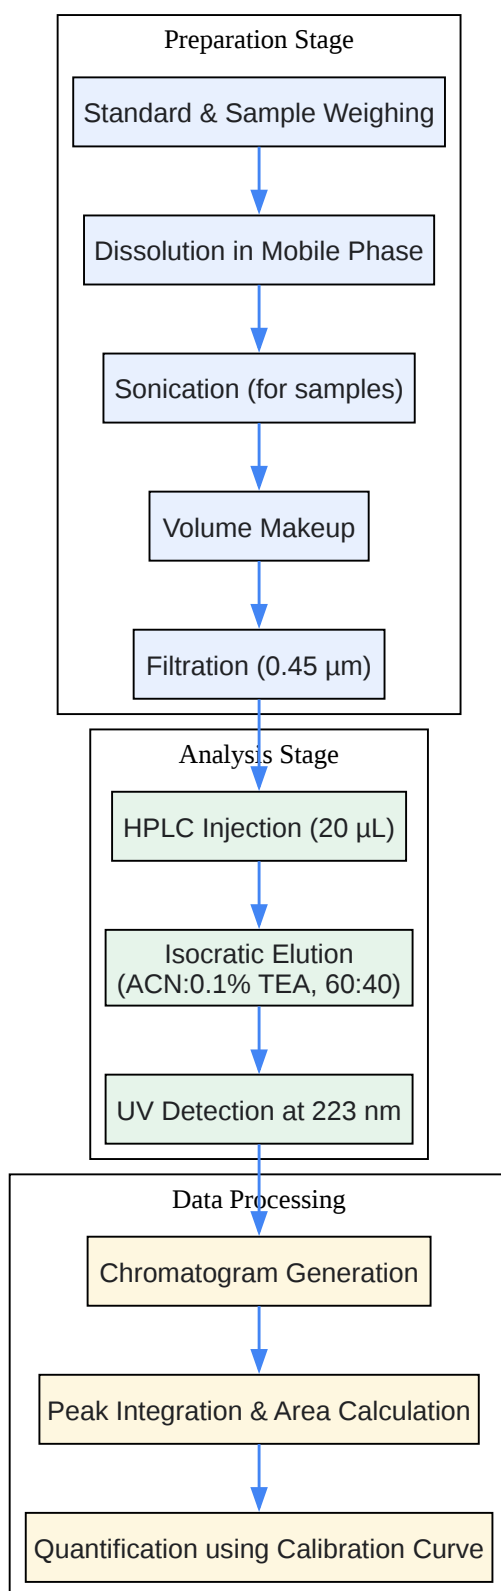 Preparation Stage
Standard & Sample Weighing
Dissolution in Mobile Phase
Sonication (for samples)
Volume Makeup
Filtration (0.45 µm)
Analysis Stage
HPLC Injection (20 µL)
Isocratic Elution
(ACN:0.1% TEA, 60:40)
UV Detection at 223 nm
Data Processing
Chromatogram Generation
Peak Integration & Area Calculation
Quantification using Calibration Curve